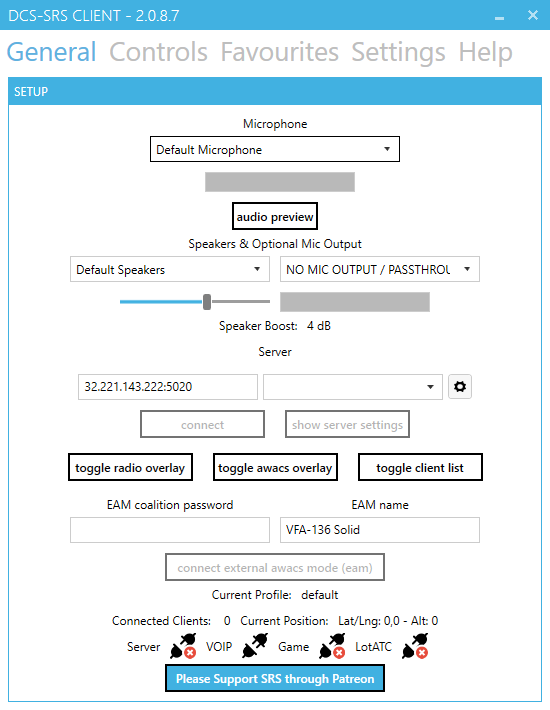 DCS-SRS CLIENT - 2.0.8.7
General Controls Favourites Settings Help
SETUP
Microphone
Default Microphone
audio preview
Speakers & Optional Mic Output
Default Speakers NO MIC OUTPUT / PASSTHROU
Speaker Boost: 4 dB
Server
32.221.143.222:5020
connect show server settings
toggle radio overlay toggle awacs overlay toggle client list
EAM coalition password EAM name
VFA-136 Solid
connect external awacs mode (eam)
Current Profile: default
Connected Clients: 0 Current Position: Lat/Lng: 0,0 - Alt: 0
Server VOIP Game LotATC
Please Support SRS through Patreon